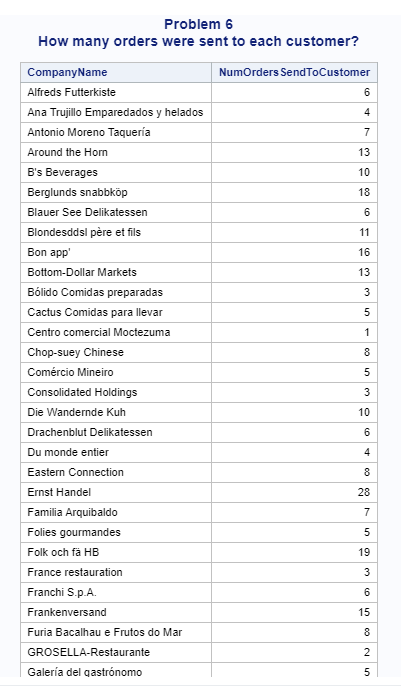 Problem 6
How many orders were sent to each customer?
CompanyName NumOrdersSendToCustomer
Alfreds Futterkiste 6
Ana Trujillo Emparedados y helados 4
Antonio Moreno Taquería 7
Around the Horn 13
B's Beverages 10
Berglunds snabbköp 18
Blauer See Delikatessen 6
Blondesddsl père et fils 11
Bon app' 16
Bottom-Dollar Markets 13
Bólido Comidas preparadas 3
Cactus Comidas para llevar 5
Centro comercial Moctezuma 1
Chop-suey Chinese 8
Comércio Mineiro 5
Consolidated Holdings 3
Die Wandernde Kuh 10
Drachenblut Delikatessen 6
Du monde entier 4
Eastern Connection 8
Ernst Handel 28
Familia Arquibaldo 7
Folies gourmandes 5
Folk och fä HB 19
France restauration 3
Franchi S.p.A. 6
Frankenversand 15
Furia Bacalhau e Frutos do Mar 8
GROSELLA-Restaurante 2
Galería del gastrónomo 5